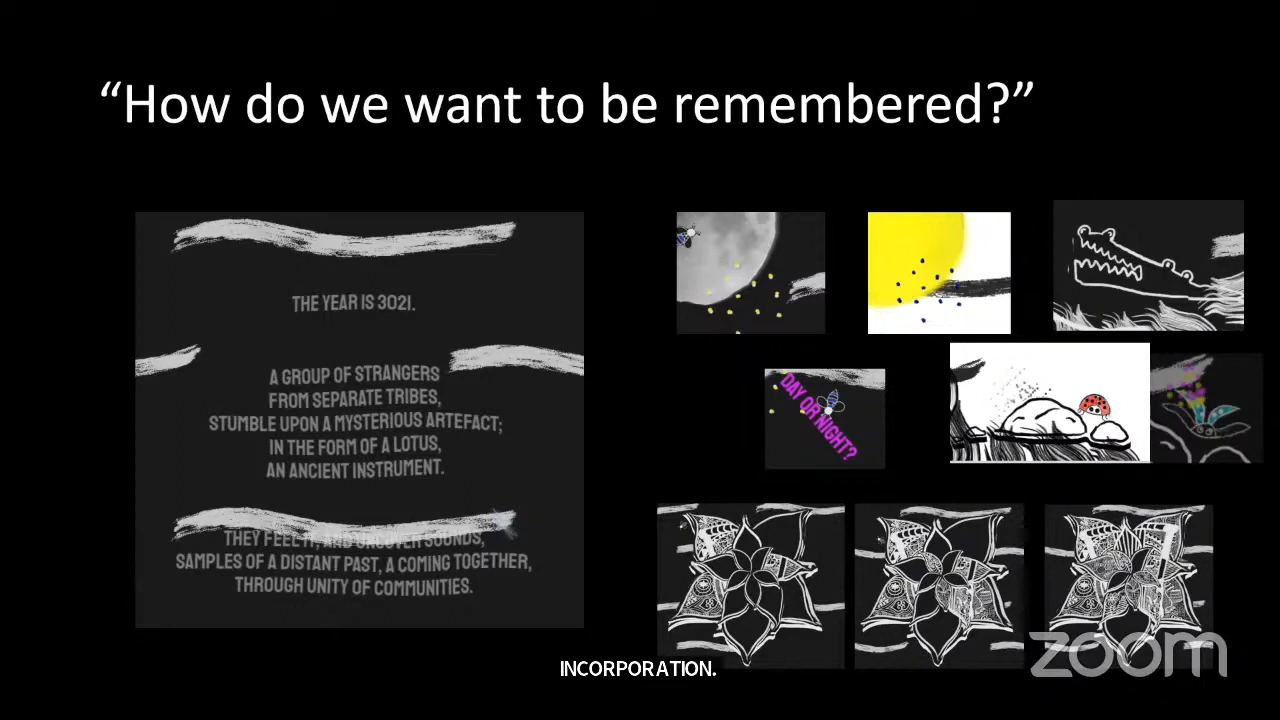 “How do we want to be remembered?”
THE YEAR IS 3021.
A GROUP OF STRANGERS
FROM SEPARATE TRIBES,
STUMBLE UPON A MYSTERIOUS ARTEFACT;
IN THE FORM OF A LOTUS,
AN ANCIENT INSTRUMENT.
THEY FEEL IT, AND UNCOVER SOUNDS,
SAMPLES OF A DISTANT PAST, A COMING TOGETHER,
THROUGH UNITY OF COMMUNITIES.
DAY OR NIGHT?
INCORPORATION.
zoom